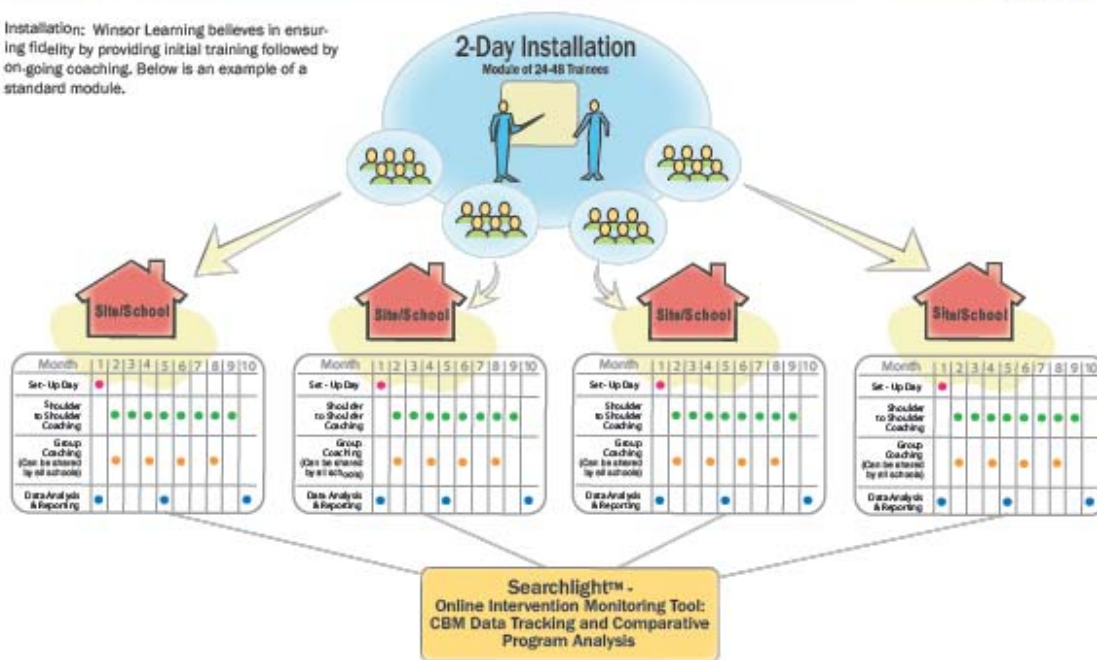 Installation: Winsor Learning believes in ensur-
ing fidelity by providing initial training followed by
on-going coaching. Below is an example of a
standard module.
2-Day Installation
Module of 24-48 Trainees
Site/School
Site/School
Site/School
Site/School
Month 1 2 3 4 5 6 7 8 9 10
Set-Up Day
Shoulder
to Shoulder
Coaching
Group
Coaching
(Can be shared
by all schools)
Data Analysis
& Reporting
Month 1 2 3 4 5 6 7 8 9 10
Set-Up Day
Shoulder
to Shoulder
Coaching
Group
Coaching
(Can be shared
by all schools)
Data Analysis
& Reporting
Month 1 2 3 4 5 6 7 8 9 10
Set-Up Day
Shoulder
to Shoulder
Coaching
Group
Coaching
(Can be shared
by all schools)
Data Analysis
& Reporting
Month 1 2 3 4 5 6 7 8 9 10
Set-Up Day
Shoulder
to Shoulder
Coaching
Group
Coaching
(Can be shared
by all schools)
Data Analysis
& Reporting
Searchlight™ -
Online Intervention Monitoring Tool:
CBM Data Tracking and Comparative
Program Analysis